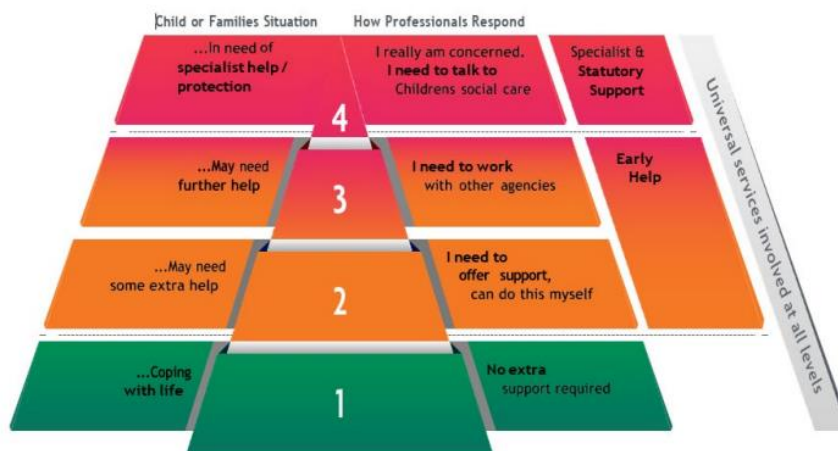 Child or Families Situation
How Professionals Respond
...In need of
specialist help /
protection
4
I really am concerned.
I need to talk to
Childrens social care
Specialist &
Statutory
Support
...May need
further help
3
I need to work
with other agencies
Early
Help
...May need
some extra help
2
I need to
offer support,
can do this myself
...Coping
with life
1
No extra
support required
Universal services involved at all levels